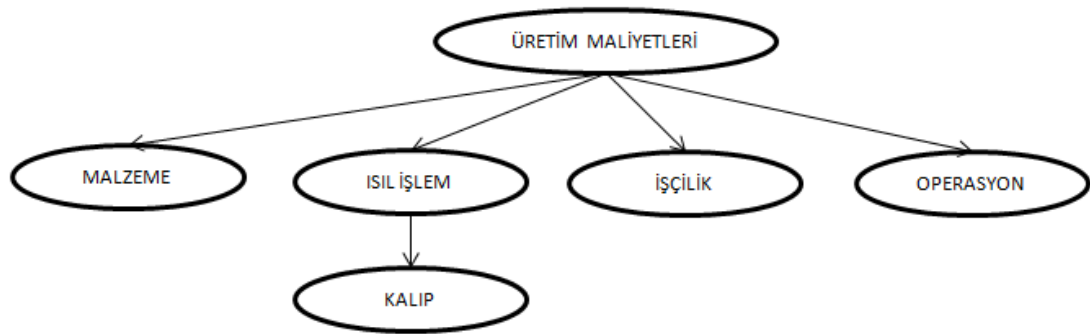 ÜRETİM MALİYETLERİ
MALZEME
ISIL İŞLEM
İŞÇİLİK
OPERASYON
KALIP